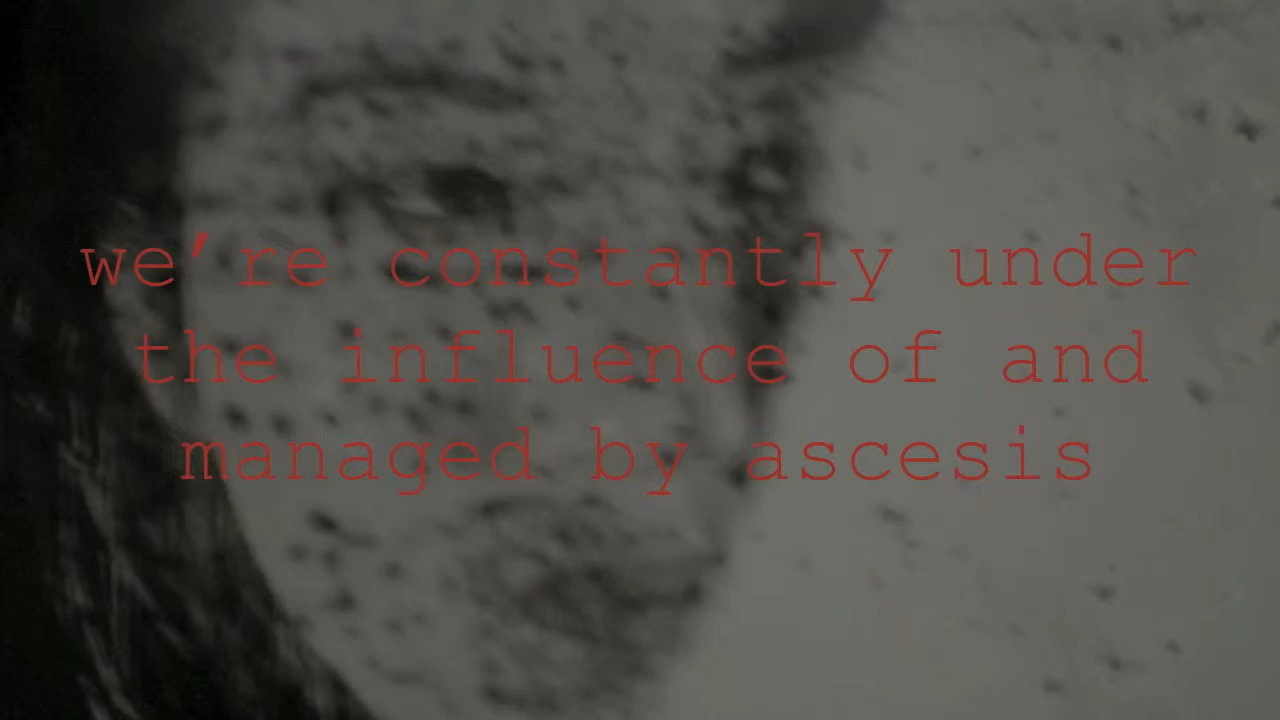 we’re constantly under
the influence of and
managed by ascesis